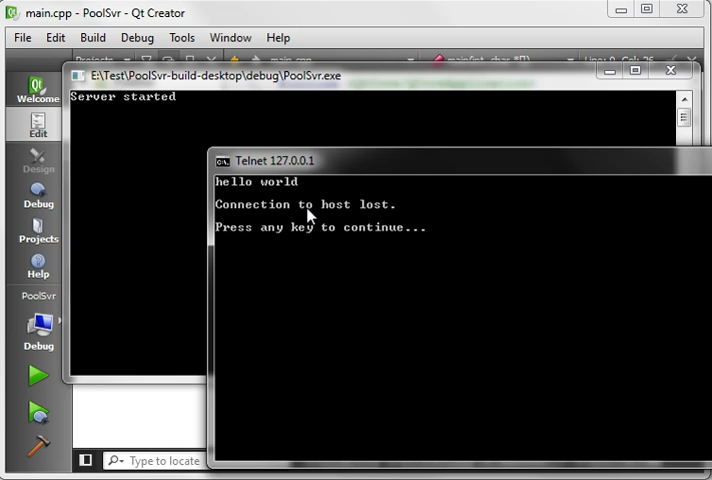 main.cpp - PoolSvr - Qt Creator
File Edit Build Debug Tools Window Help
E:\Test\PoolSvr-build-desktop\debug\PoolSvr.exe
Server started
Telnet 127.0.0.1
hello world
Connection to host lost.
Press any key to continue...
Qt
Welcome
Edit
Design
Debug
Projects
Help
PoolSvr
Debug
Type to locate